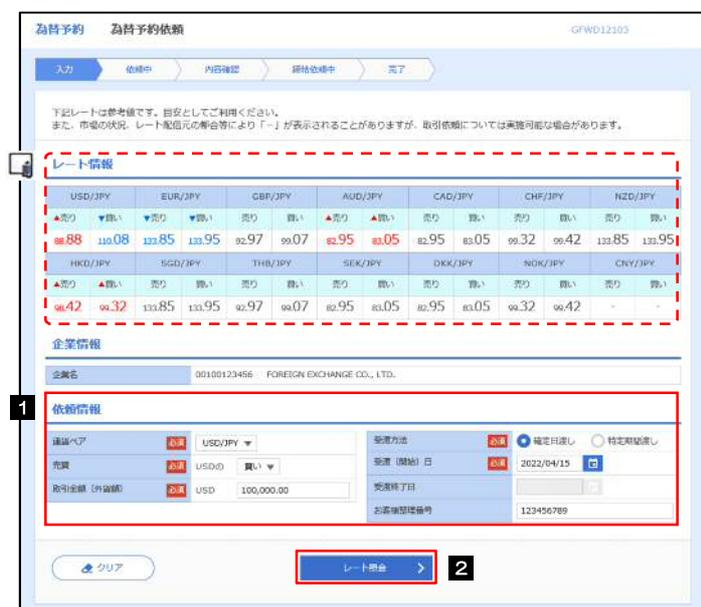 為替予約 為替予約依頼 GFWD12103
入力 依頼中 内容確認 締結依頼中 完了
下記レートは参考値です。目安としてご利用ください。
また、市場の状況、レート配信元の都合等により「－」が表示されることがありますが、取引依頼については実施可能な場合があります。
レート情報
USD/JPY EUR/JPY GBP/JPY AUD/JPY CAD/JPY CHF/JPY NZD/JPY
▲売り ▼買い ▼売り ▼買い 売り 買い ▲売り ▲買い 売り 買い 売り 買い 売り 買い
88.88 110.08 133.85 133.95 92.97 99.07 82.95 83.05 82.95 83.05 99.32 99.42 133.85 133.95
HKD/JPY SGD/JPY THB/JPY SEK/JPY DKK/JPY NOK/JPY CNY/JPY
▲売り ▲買い 売り 買い 売り 買い 売り 買い 売り 買い 売り 買い 売り 買い
98.42 99.32 133.85 133.95 92.97 99.07 82.95 83.05 82.95 83.05 99.32 99.42 - -
企業情報
企業名 00100123456 FOREIGN EXCHANGE CO., LTD.
1
依頼情報
通貨ペア 必須 USD/JPY 受渡方法 必須 確定日渡し 特定期間渡し
売買 必須 USDの 買い 受渡（開始）日 必須 2022/04/15
取引金額（外貨額） 必須 USD 100,000.00 受渡終了日
お客様整理番号 123456789
クリア レート照会 2